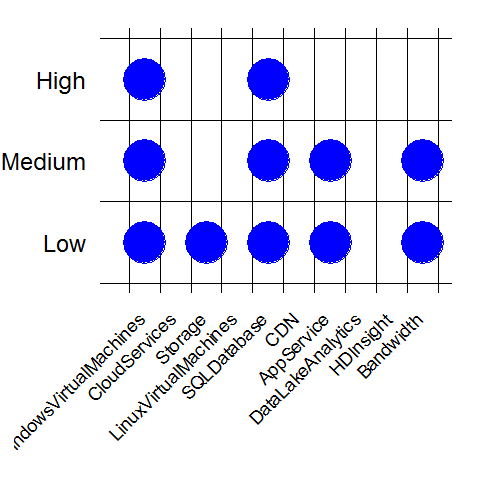 High
Medium
Low
ndowsVirtualMachines
CloudServices
Storage
LinuxVirtualMachines
SQLDatabase
CDN
AppService
DataLakeAnalytics
HDInsight
Bandwidth